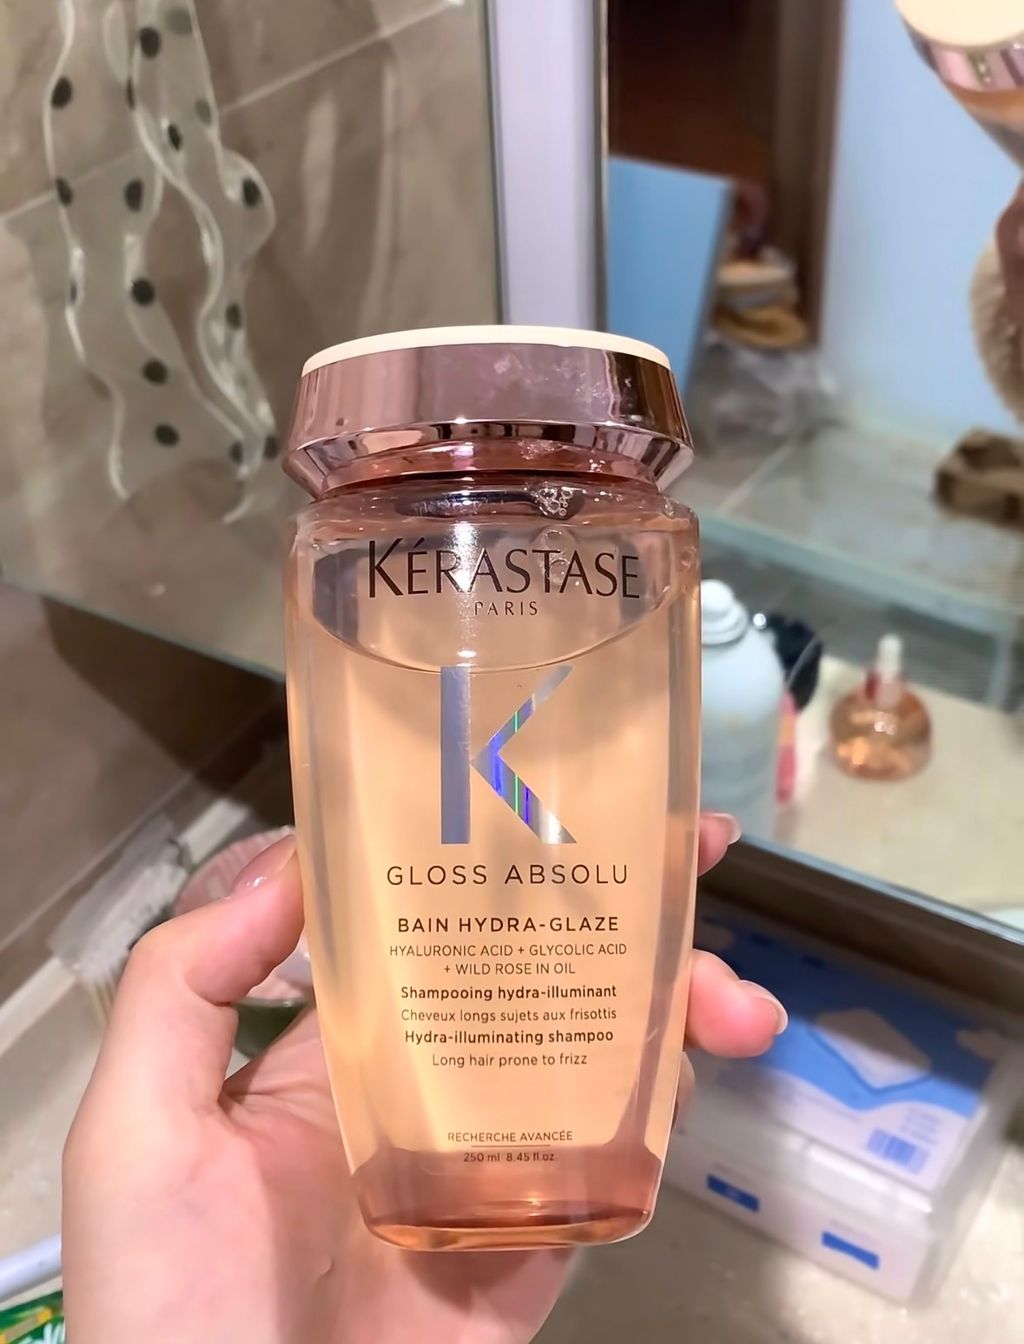 KÉRASTASE
PARIS
K
GLOSS ABSOLU
BAIN HYDRA-GLAZE
HYALURONIC ACID + GLYCOLIC ACID
+ WILD ROSE IN OIL
Shampooing hydra-illuminant
Cheveux longs sujets aux frisottis
Hydra-illuminating shampoo
Long hair prone to frizz
RECHERCHE AVANCÉE
250 ml 8.45 fl.oz.